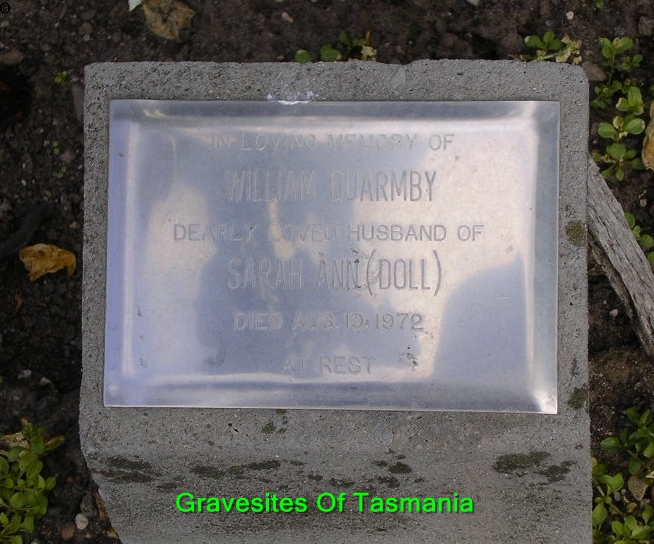 ©
IN LOVING MEMORY OF
WILLIAM QUARMBY
DEARLY LOVED HUSBAND OF
SARAH ANN (DOLL)
DIED AUG. 19, 1972
AT REST
Gravesites Of Tasmania